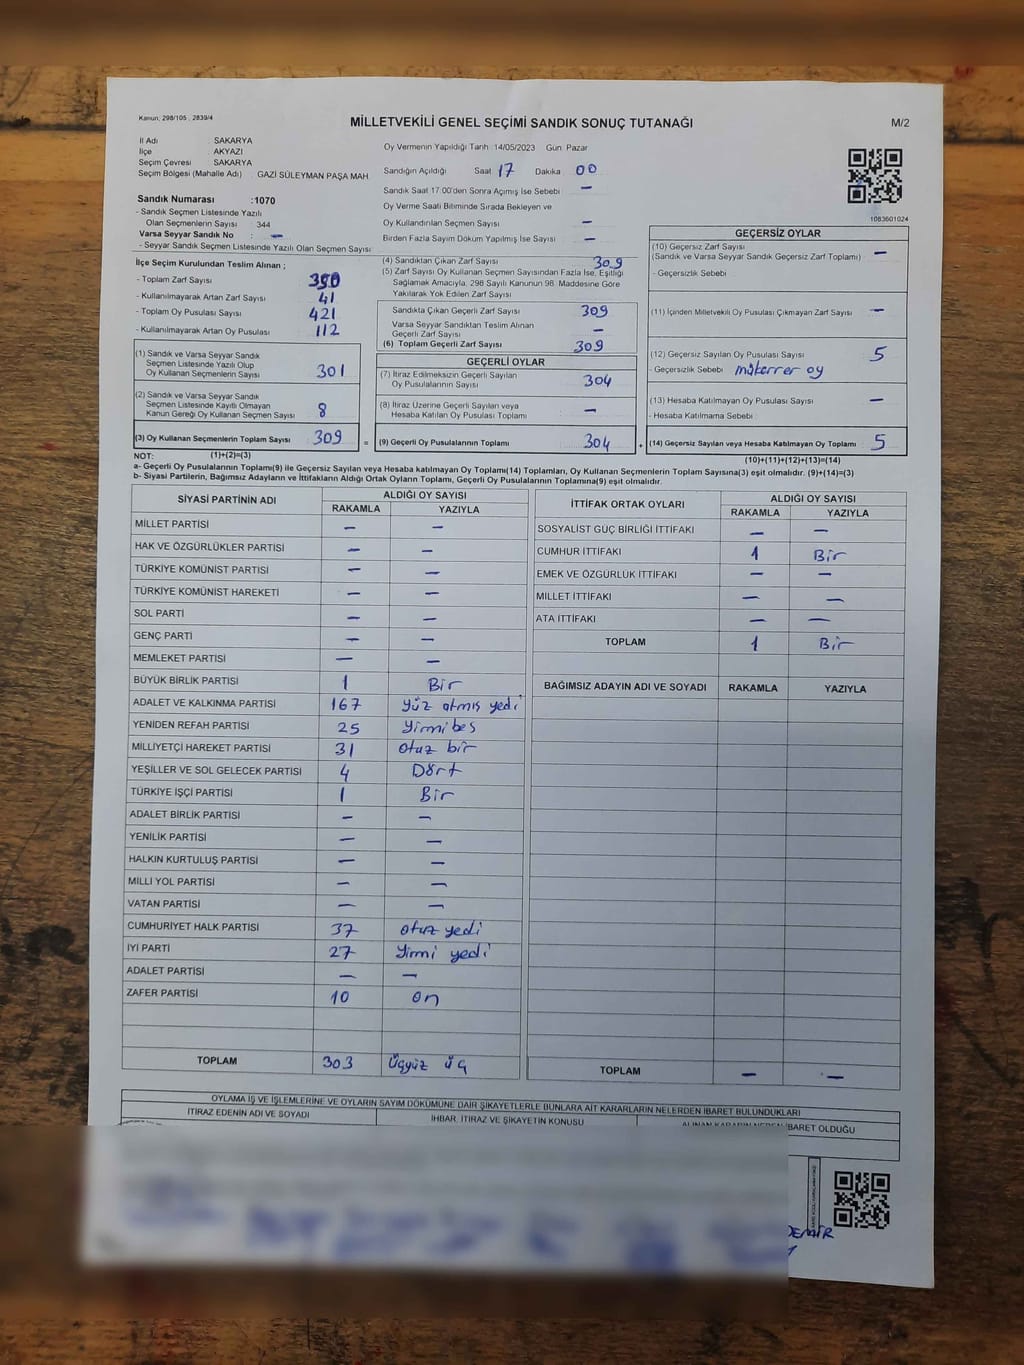 Kanun; 298/105 , 2839/4
MİLLETVEKİLİ GENEL SEÇİMİ SANDIK SONUÇ TUTANAĞI
M/2
İl Adı SAKARYA
İlçe AKYAZI
Seçim Çevresi SAKARYA
Seçim Bölgesi (Mahalle Adı) GAZİ SÜLEYMAN PAŞA MAH.
Sandık Numarası :1070
- Sandık Seçmen Listesinde Yazılı
Olan Seçmenlerin Sayısı : 344
Varsa Seyyar Sandık No : —
- Seyyar Sandık Seçmen Listesinde Yazılı Olan Seçmen Sayısı:
Oy Vermenin Yapıldığı Tarih: 14/05/2023 Gün: Pazar
Sandığın Açıldığı Saat 17 Dakika 00
Sandık Saat 17:00'den Sonra Açımış İse Sebebi —
Oy Verme Saati Bitiminde Sırada Bekleyen ve
Oy Kullandırılan Seçmen Sayısı —
Birden Fazla Sayım Döküm Yapılmış İse Sayısı —
1083601024
İlçe Seçim Kurulundan Teslim Alınan ;
- Toplam Zarf Sayısı
- Kullanılmayarak Artan Zarf Sayısı 41
- Toplam Oy Pusulası Sayısı 421
- Kullanılmayarak Artan Oy Pusulası 112
(1) Sandık ve Varsa Seyyar Sandık
Seçmen Listesinde Yazılı Olup
Oy Kullanan Seçmenlerin Sayısı 301
(2) Sandık ve Varsa Seyyar Sandık
Seçmen Listesinde Kayıtlı Olmayan
Kanun Gereği Oy Kullanan Seçmen Sayısı 8
(3) Oy Kullanan Seçmenlerin Toplam Sayısı 309 =
(4) Sandıktan Çıkan Zarf Sayısı 309
(5) Zarf Sayısı Oy Kullanan Seçmen Sayısından Fazla İse, Eşitliği
Sağlamak Amacıyla, 298 Sayılı Kanunun 98. Maddesine Göre
Yakılarak Yok Edilen Zarf Sayısı
Sandıkta Çıkan Geçerli Zarf Sayısı 309
Varsa Seyyar Sandıktan Teslim Alınan
Geçerli Zarf Sayısı —
(6) Toplam Geçerli Zarf Sayısı 309
GEÇERLİ OYLAR
(7) İtiraz Edilmeksizin Geçerli Sayılan
Oy Pusulalarının Sayısı 304
(8) İtiraz Üzerine Geçerli Sayılan veya
Hesaba Katılan Oy Pusulası Toplamı —
(9) Geçerli Oy Pusulalarının Toplamı 304 +
GEÇERSİZ OYLAR
(10) Geçersiz Zarf Sayısı
(Sandık ve Varsa Seyyar Sandık Geçersiz Zarf Toplamı) —
- Geçersizlik Sebebi :
(11) İçinden Milletvekili Oy Pusulası Çıkmayan Zarf Sayısı —
(12) Geçersiz Sayılan Oy Pusulası Sayısı 5
- Geçersizlik Sebebi : mükerrer oy
(13) Hesaba Katılmayan Oy Pusulası Sayısı —
- Hesaba Katılmama Sebebi :
(14) Geçersiz Sayılan veya Hesaba Katılmayan Oy Toplamı 5
NOT: (1)+(2)=(3) (10)+(11)+(12)+(13)=(14)
a- Geçerli Oy Pusulalarının Toplamı(9) ile Geçersiz Sayılan veya Hesaba katılmayan Oy Toplamı(14) Toplamları, Oy Kullanan Seçmenlerin Toplam Sayısına(3) eşit olmalıdır. (9)+(14)=(3)
b- Siyasi Partilerin, Bağımsız Adayların ve İttifakların Aldığı Ortak Oyların Toplamı, Geçerli Oy Pusulalarının Toplamına(9) eşit olmalıdır.
SİYASİ PARTİNİN ADI ALDIĞI OY SAYISI
RAKAMLA YAZIYLA
MİLLET PARTİSİ — —
HAK VE ÖZGÜRLÜKLER PARTİSİ — —
TÜRKİYE KOMÜNİST PARTİSİ — —
TÜRKİYE KOMÜNİST HAREKETİ — —
SOL PARTİ — —
GENÇ PARTİ — —
MEMLEKET PARTİSİ — —
BÜYÜK BİRLİK PARTİSİ 1 Bir
ADALET VE KALKINMA PARTİSİ 167 Yüz atmış yedi
YENİDEN REFAH PARTİSİ 25 Yirmi bes
MİLLİYETÇİ HAREKET PARTİSİ 31 otuz bir
YEŞİLLER VE SOL GELECEK PARTİSİ 4 Dört
TÜRKİYE İŞÇİ PARTİSİ 1 Bir
ADALET BİRLİK PARTİSİ — —
YENİLİK PARTİSİ — —
HALKIN KURTULUŞ PARTİSİ — —
MİLLİ YOL PARTİSİ — —
VATAN PARTİSİ — —
CUMHURİYET HALK PARTİSİ 37 otuz yedi
İYİ PARTİ 27 Yirmi yedi
ADALET PARTİSİ — —
ZAFER PARTİSİ 10 on
TOPLAM 303 Üçyüz üç
İTTİFAK ORTAK OYLARI ALDIĞI OY SAYISI
RAKAMLA YAZIYLA
SOSYALİST GÜÇ BİRLİĞİ İTTİFAKI — —
CUMHUR İTTİFAKI 1 Bir
EMEK VE ÖZGÜRLÜK İTTİFAKI — —
MİLLET İTTİFAKI — —
ATA İTTİFAKI — —
TOPLAM 1 Bir
BAĞIMSIZ ADAYIN ADI VE SOYADI RAKAMLA YAZIYLA
TOPLAM — —
OYLAMA İŞ VE İŞLEMLERİNE VE OYLARIN SAYIM DÖKÜMÜNE DAİR ŞİKAYETLERLE BUNLARA AİT KARARLARIN NELERDEN İBARET BULUNDUKLARI
İTİRAZ EDENİN ADI VE SOYADI İHBAR, İTİRAZ VE ŞİKAYETİN KONUSU ALINAN KARARIN NEDEN İBARET OLDUĞU
DEMİR